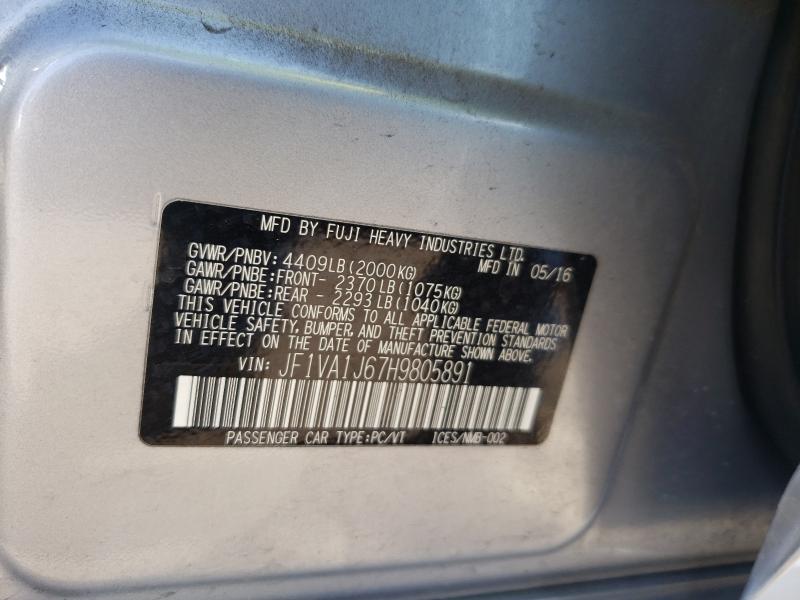 MFD BY FUJI HEAVY INDUSTRIES LTD.
GVWR/PNBV: 4409LB(2000KG) MFD IN 05/16
GAWR/PNBE:FRONT- 2370LB(1075KG)
GAWR/PNBE:REAR - 2293LB(1040KG)
THIS VEHICLE CONFORMS TO ALL APPLICABLE FEDERAL MOTOR
VEHICLE SAFETY, BUMPER, AND THEFT PREVENTION STANDARDS
IN EFFECT ON THE DATE OF MANUFACTURE SHOWN ABOVE.
VIN: JF1VA1J67H9805891
PASSENGER CAR TYPE:PC/VT ICES/NMB-002